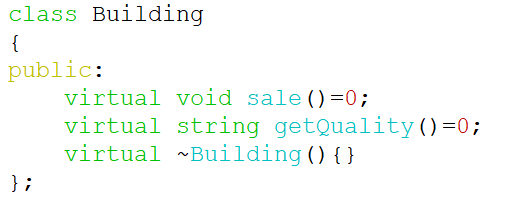 class Building
{
public:
    virtual void sale()=0;
    virtual string getQuality()=0;
    virtual ~Building(){}
};